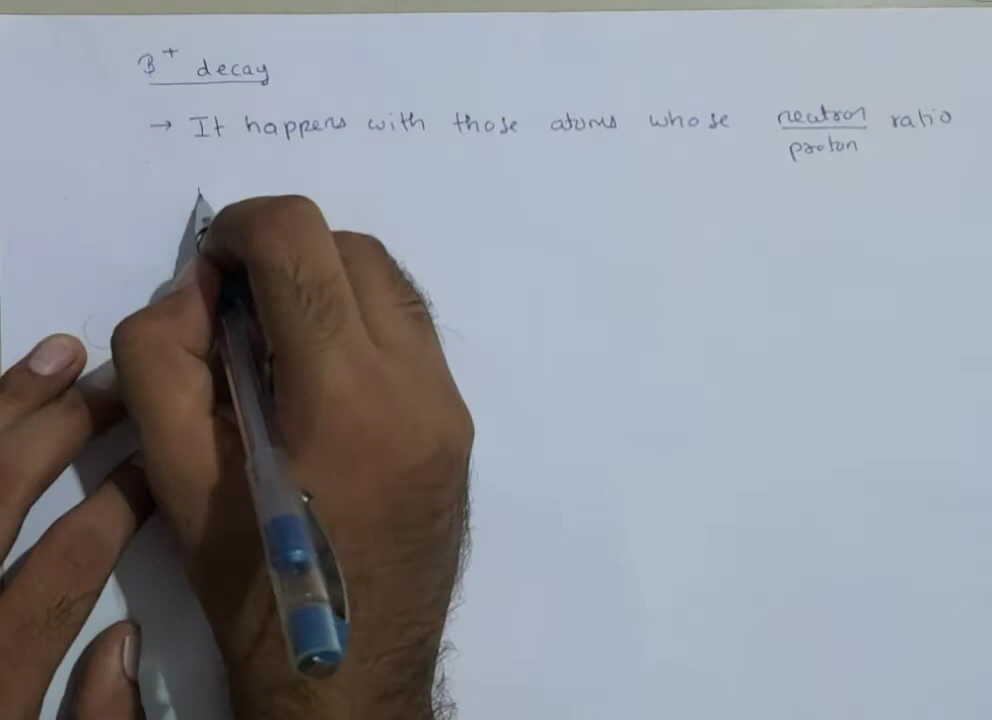 β⁺ decay
→ It happens with those atoms whose neutron/proton ratio